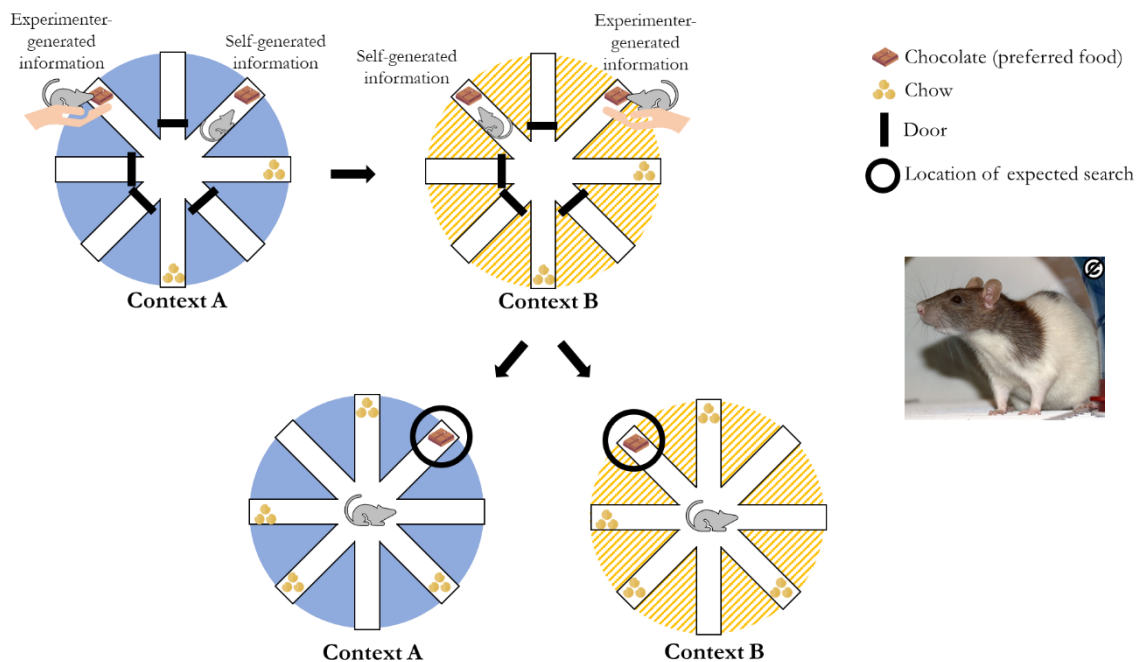 Experimenter-
generated
information
Self-generated
information
Self-generated
information
Experimenter-
generated
information
Chocolate (preferred food)
Chow
Door
Location of expected search
Context A
Context B
Context A
Context B